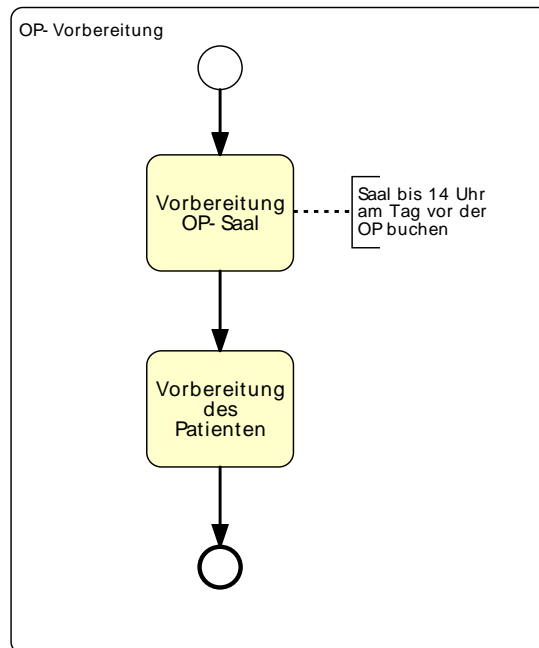 OP-Vorbereitung
Vorbereitung
OP-Saal
Saal bis 14 Uhr
am Tag vor der
OP buchen
Vorbereitung
des
Patienten